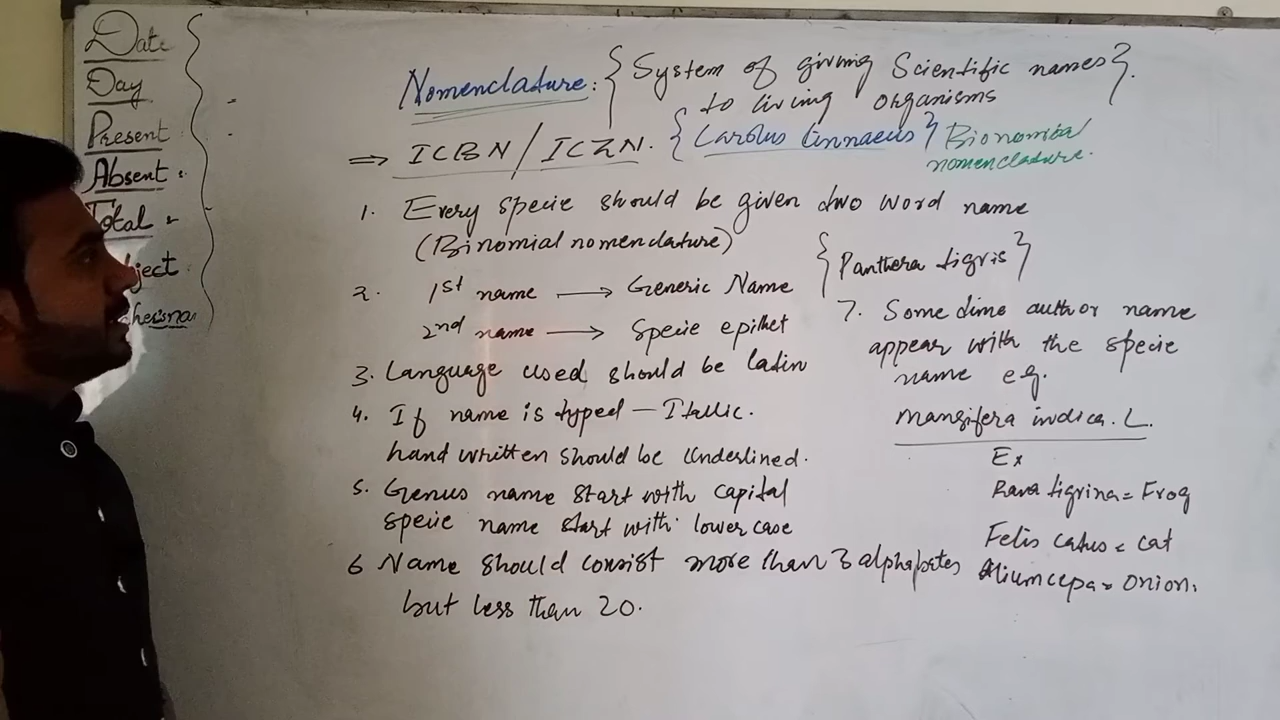 Date
Day
Present
Absent :
Total
bject
Nomenclature : { System of giving Scientific names }.
to living organisms
⇒ ICBN / ICZN. { Carolus Linnaeus } Bionomial
nomenclature.
1. Every specie should be given two word name
(Binomial nomenclature)
{ Panthera tigris }
2. 1st name → Generic Name
2nd name → Specie epithet
3. Language used should be latin
4. If name is typed — Itallic.
hand written should be Underlined.
5. Genus name start with capital
specie name start with lower case
6 Name should consist more than 3 alphabetes
but less than 20.
7. Some time author name
appear with the specie
name eg.
Mangifera indica. L.
Ex
Rana tigrina = Frog
Felis catus = cat
Allium cepa = onion.